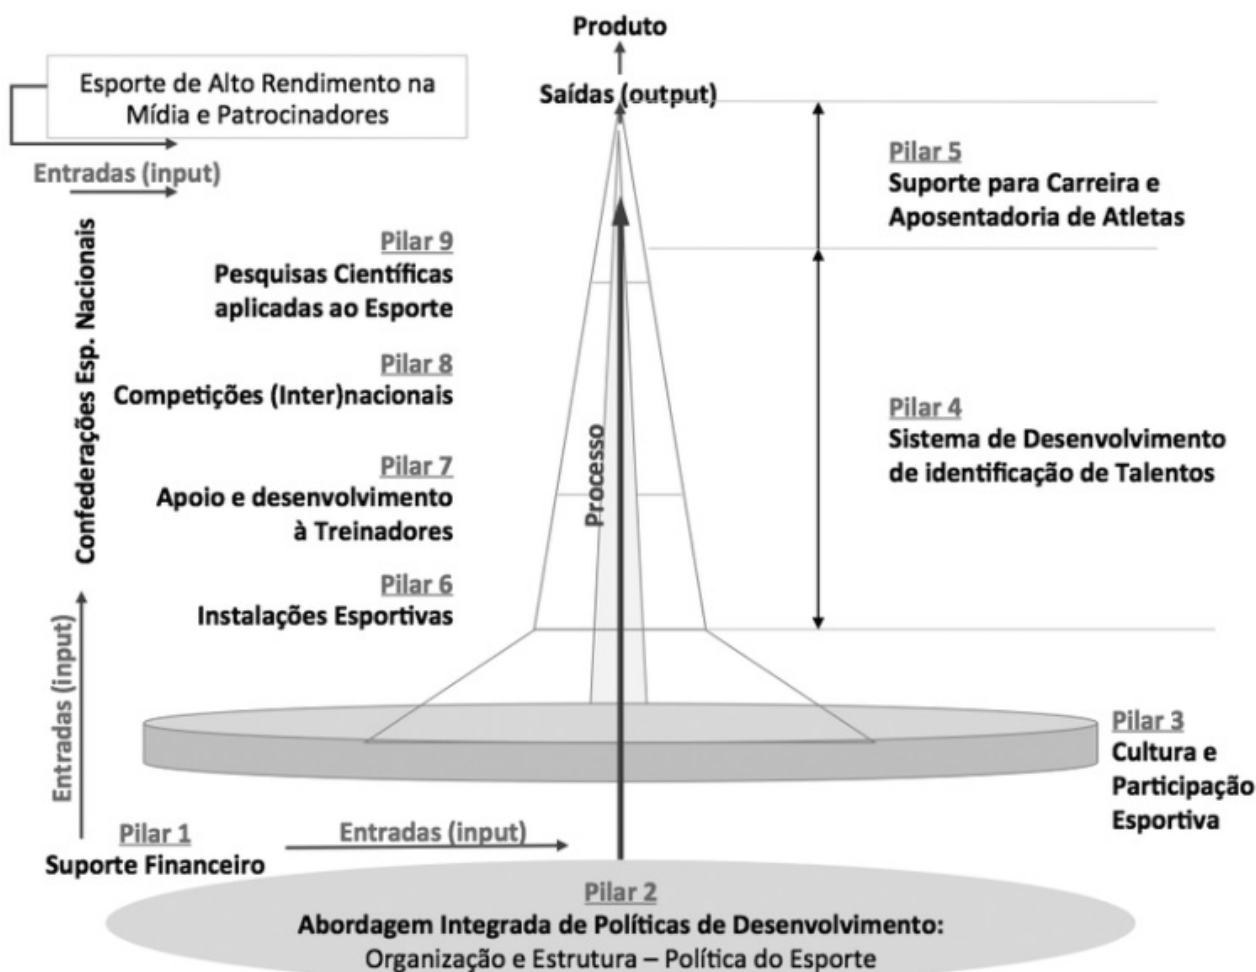 Produto
Saídas (output)
Esporte de Alto Rendimento na
Mídia e Patrocinadores
Entradas (input)
Confederações Esp. Nacionais
Pilar 9
Pesquisas Científicas
aplicadas ao Esporte
Pilar 8
Competições (Inter)nacionais
Pilar 7
Apoio e desenvolvimento
à Treinadores
Pilar 6
Instalações Esportivas
Processo
Pilar 5
Suporte para Carreira e
Aposentadoria de Atletas
Pilar 4
Sistema de Desenvolvimento
de identificação de Talentos
Pilar 3
Cultura e
Participação
Esportiva
Entradas (input)
Pilar 1
Suporte Financeiro
Entradas (input)
Pilar 2
Abordagem Integrada de Políticas de Desenvolvimento:
Organização e Estrutura – Política do Esporte